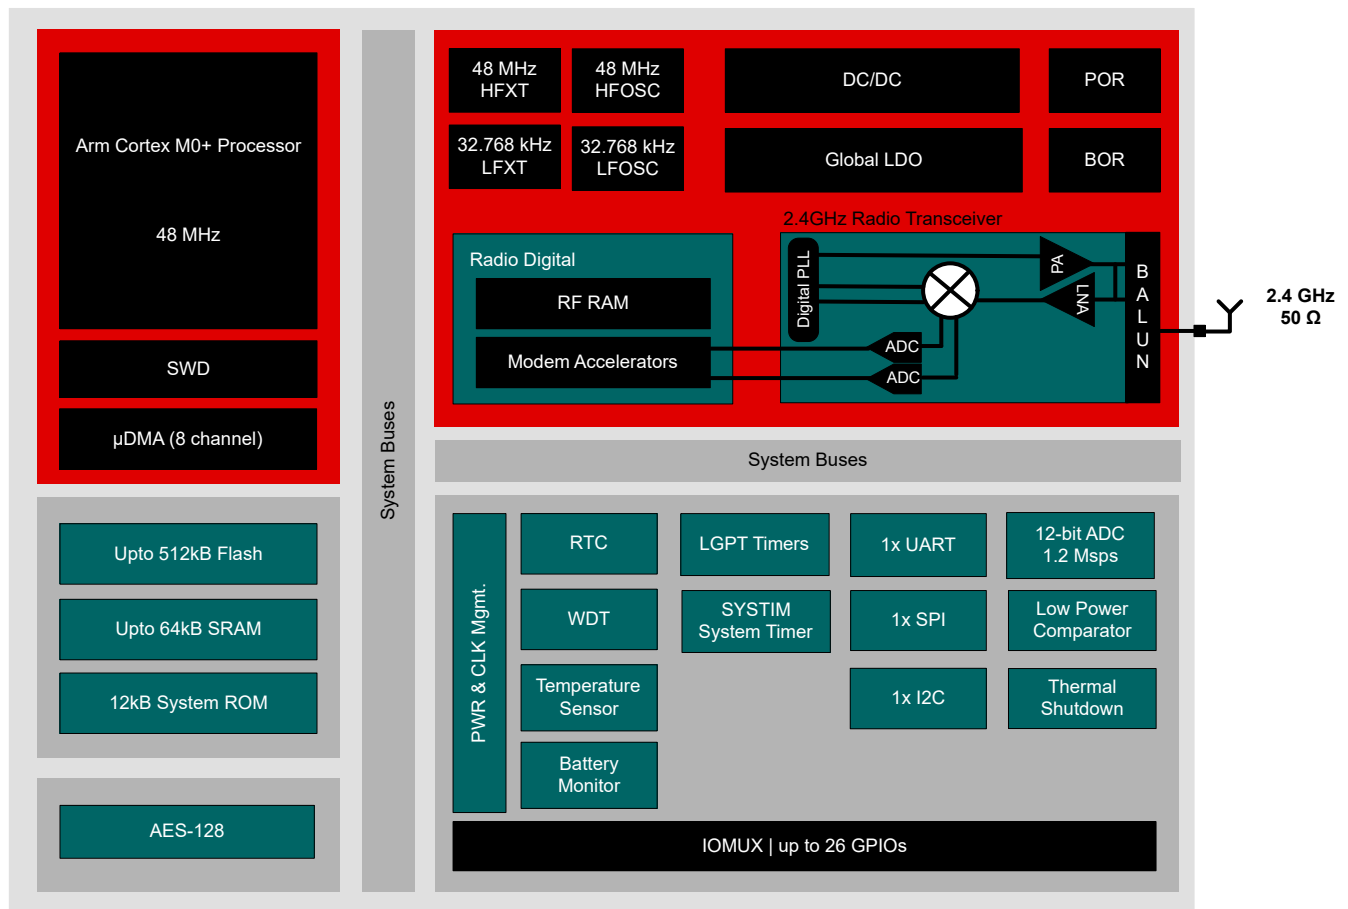 Arm Cortex M0+ Processor
48 MHz
SWD
µDMA (8 channel)
Upto 512kB Flash
Upto 64kB SRAM
12kB System ROM
AES-128
System Buses
48 MHz
HFXT
48 MHz
HFOSC
DC/DC
POR
32.768 kHz
LFXT
32.768 kHz
LFOSC
Global LDO
BOR
2.4GHz Radio Transceiver
Radio Digital
RF RAM
Modem Accelerators
Digital PLL
PA
LNA
ADC
ADC
BALUN
2.4 GHz
50 Ω
System Buses
PWR & CLK Mgmt.
RTC
LGPT Timers
1x UART
12-bit ADC
1.2 Msps
WDT
SYSTIM
System Timer
1x SPI
Low Power
Comparator
Temperature
Sensor
1x I2C
Thermal
Shutdown
Battery
Monitor
IOMUX | up to 26 GPIOs